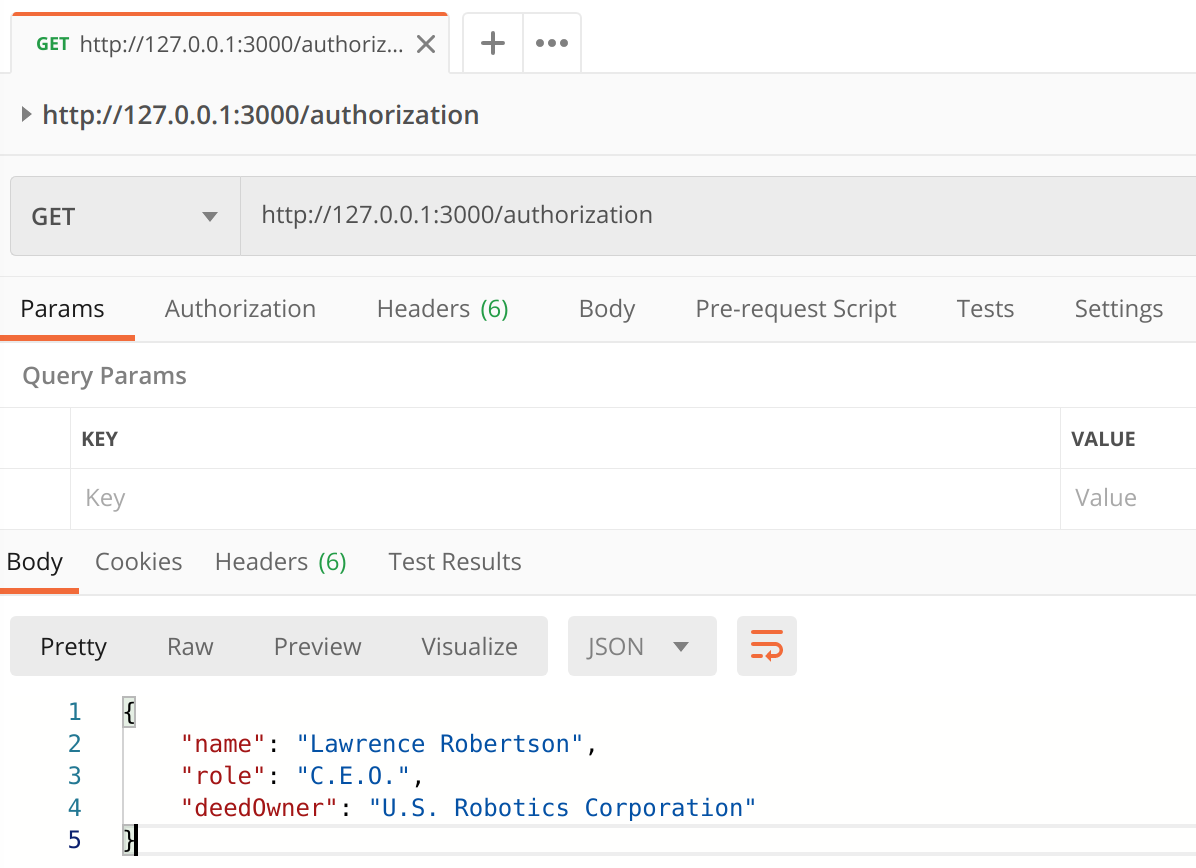 GET http://127.0.0.1:3000/authoriz...
http://127.0.0.1:3000/authorization
GET http://127.0.0.1:3000/authorization
Params Authorization Headers (6) Body Pre-request Script Tests Settings
Query Params
KEY VALUE
Key Value
Body Cookies Headers (6) Test Results
Pretty Raw Preview Visualize JSON
1 {
2 "name": "Lawrence Robertson",
3 "role": "C.E.O.",
4 "deedOwner": "U.S. Robotics Corporation"
5 }